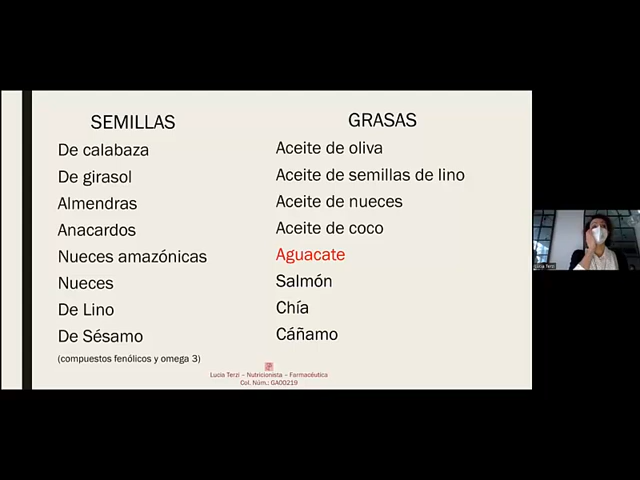 SEMILLAS
De calabaza
De girasol
Almendras
Anacardos
Nueces amazónicas
Nueces
De Lino
De Sésamo
(compuestos fenólicos y omega 3)
GRASAS
Aceite de oliva
Aceite de semillas de lino
Aceite de nueces
Aceite de coco
Aguacate
Salmón
Chía
Cáñamo
Lucia Terzi – Nutricionista – Farmacéutica
Col. Núm.: GA00219
Lucia Terzi